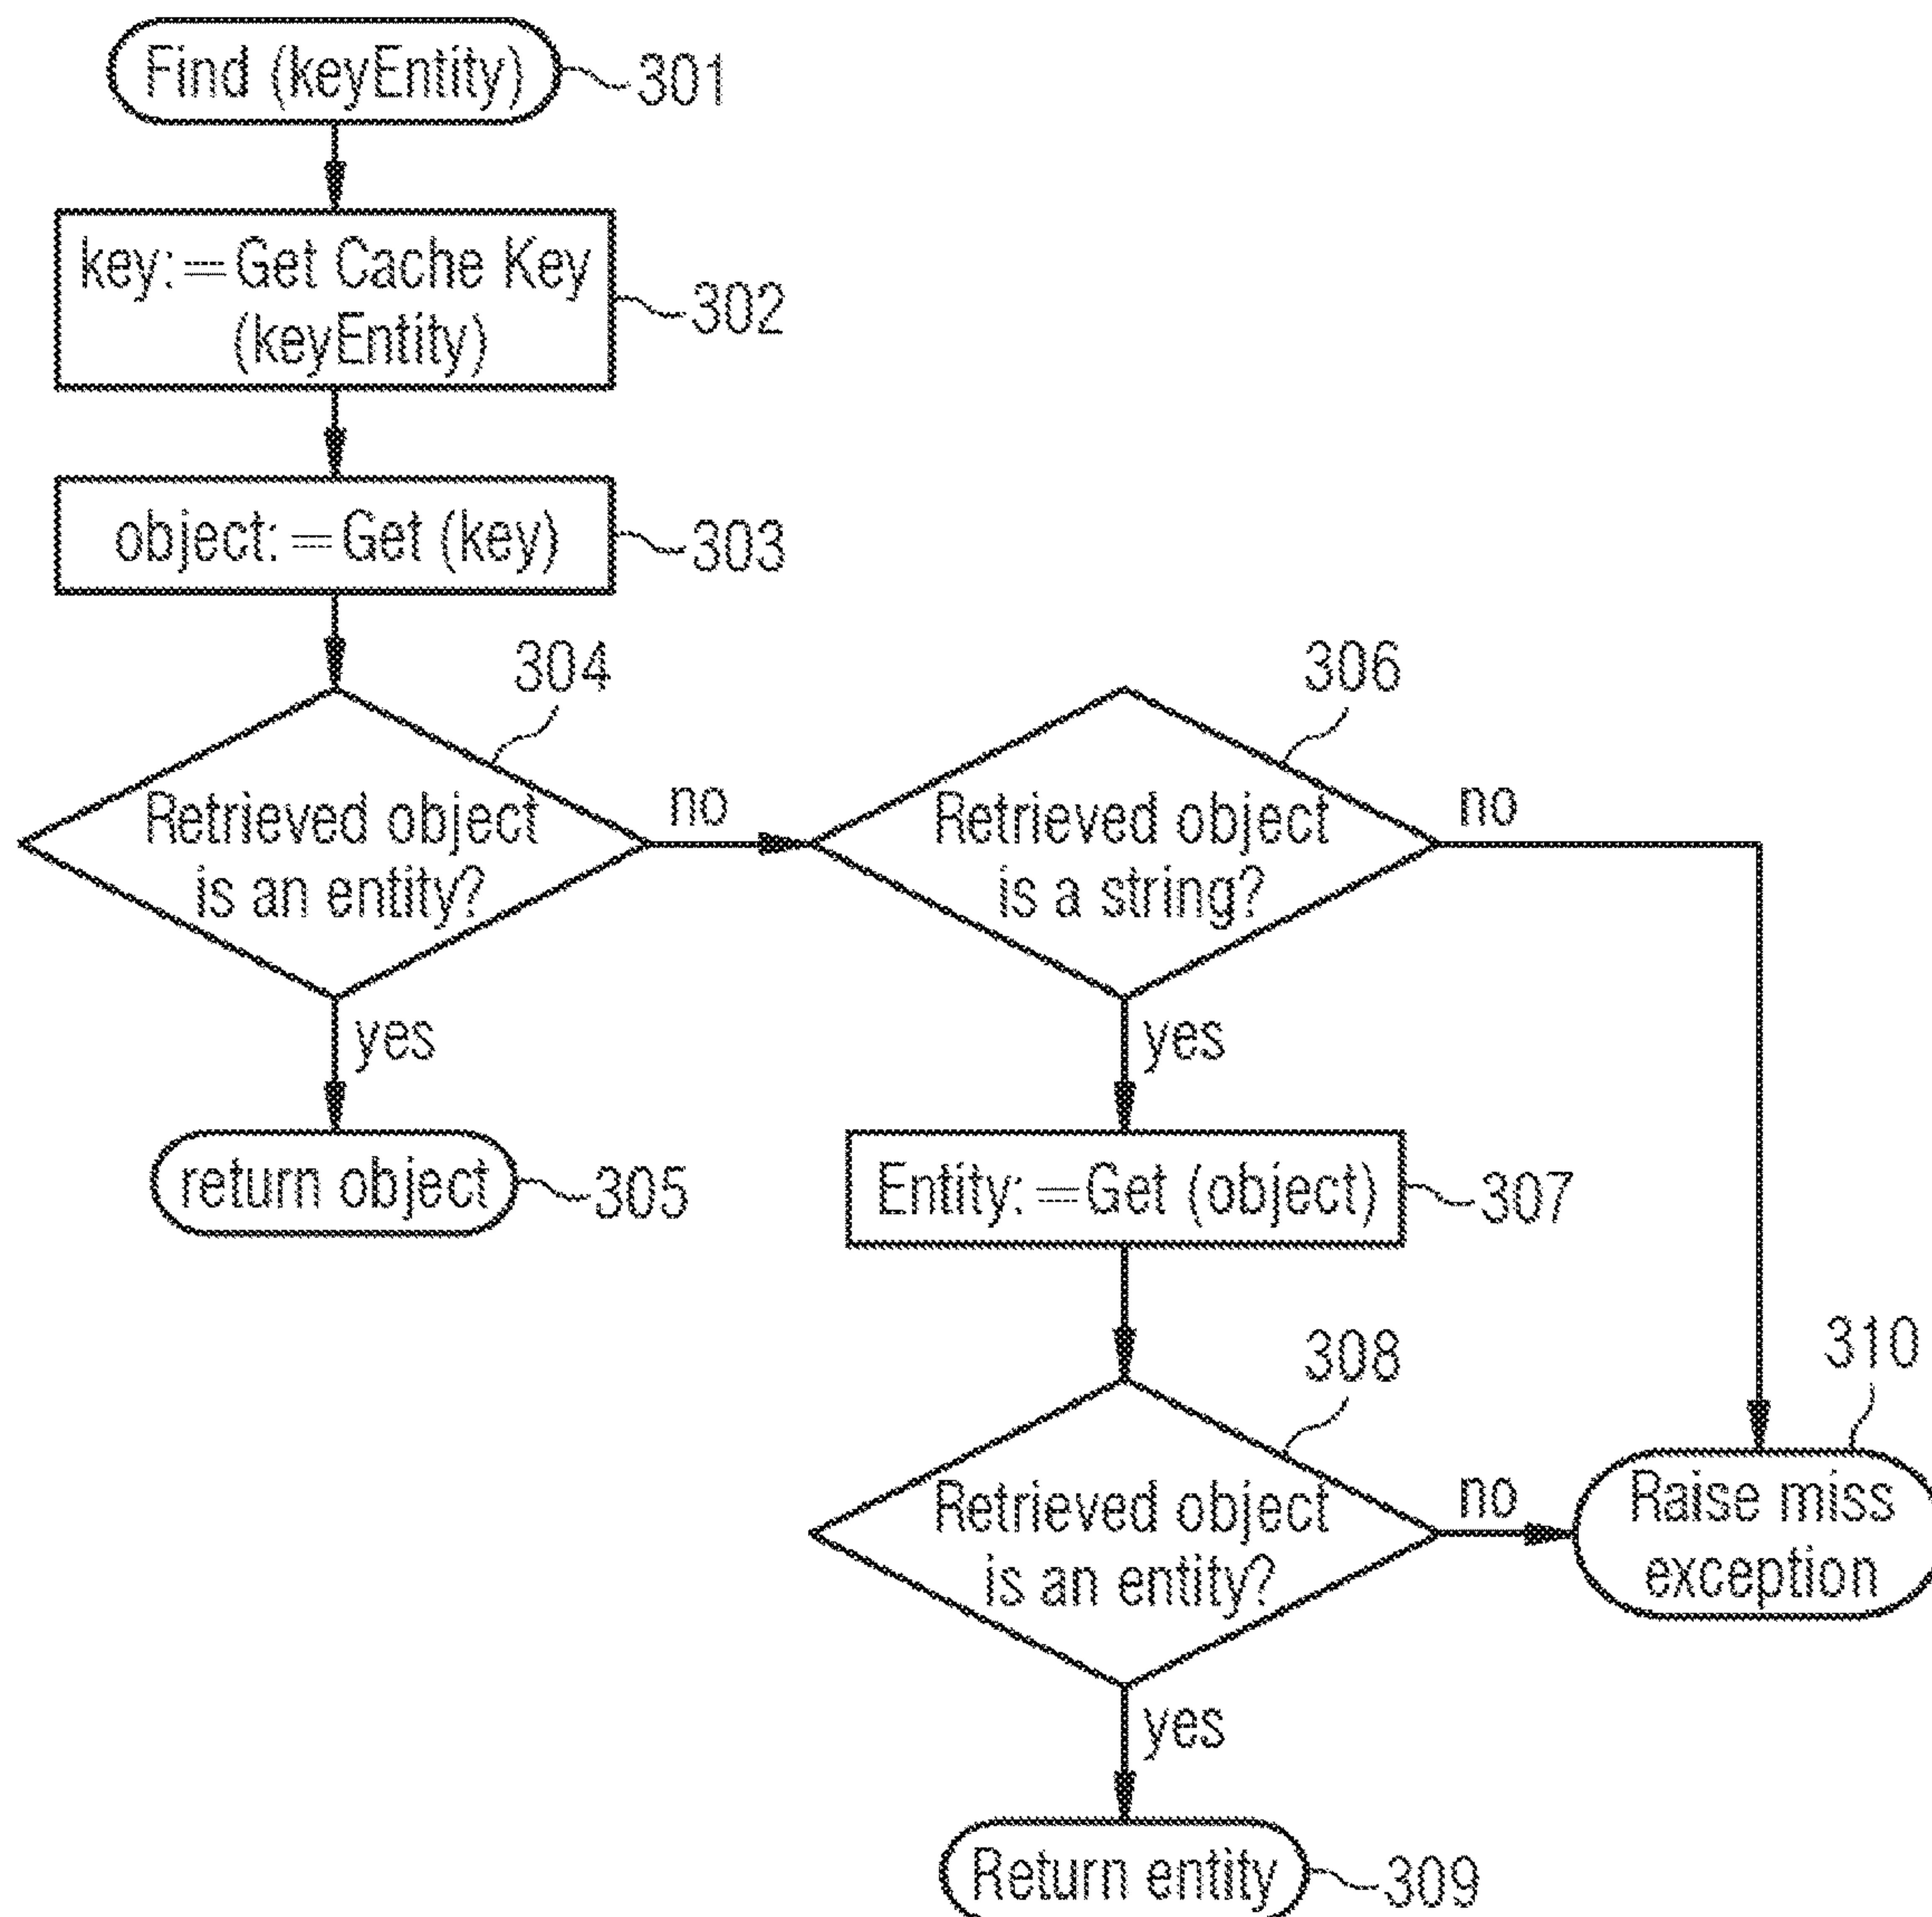 Find (keyEntity)
301
key:=Get Cache Key
(keyEntity)
302
object:=Get (key)
303
304
Retrieved object
is an entity?
no
yes
return object
305
306
Retrieved object
is a string?
no
yes
Entity:=Get (object)
307
308
Retrieved object
is an entity?
no
yes
Return entity
309
310
Raise miss
exception